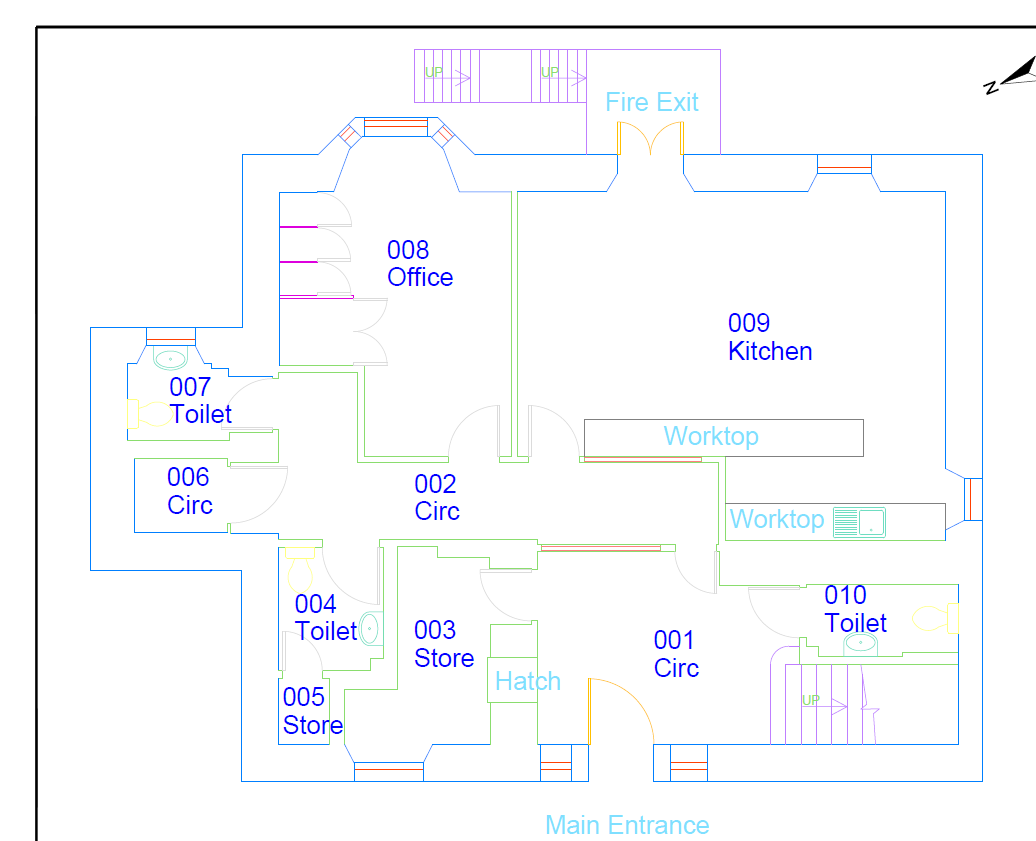 UP
UP
N
Fire Exit
008
Office
009
Kitchen
007
Toilet
Worktop
006
Circ
002
Circ
Worktop
004
Toilet
003
Store
001
Circ
010
Toilet
005
Store
Hatch
UP
Main Entrance